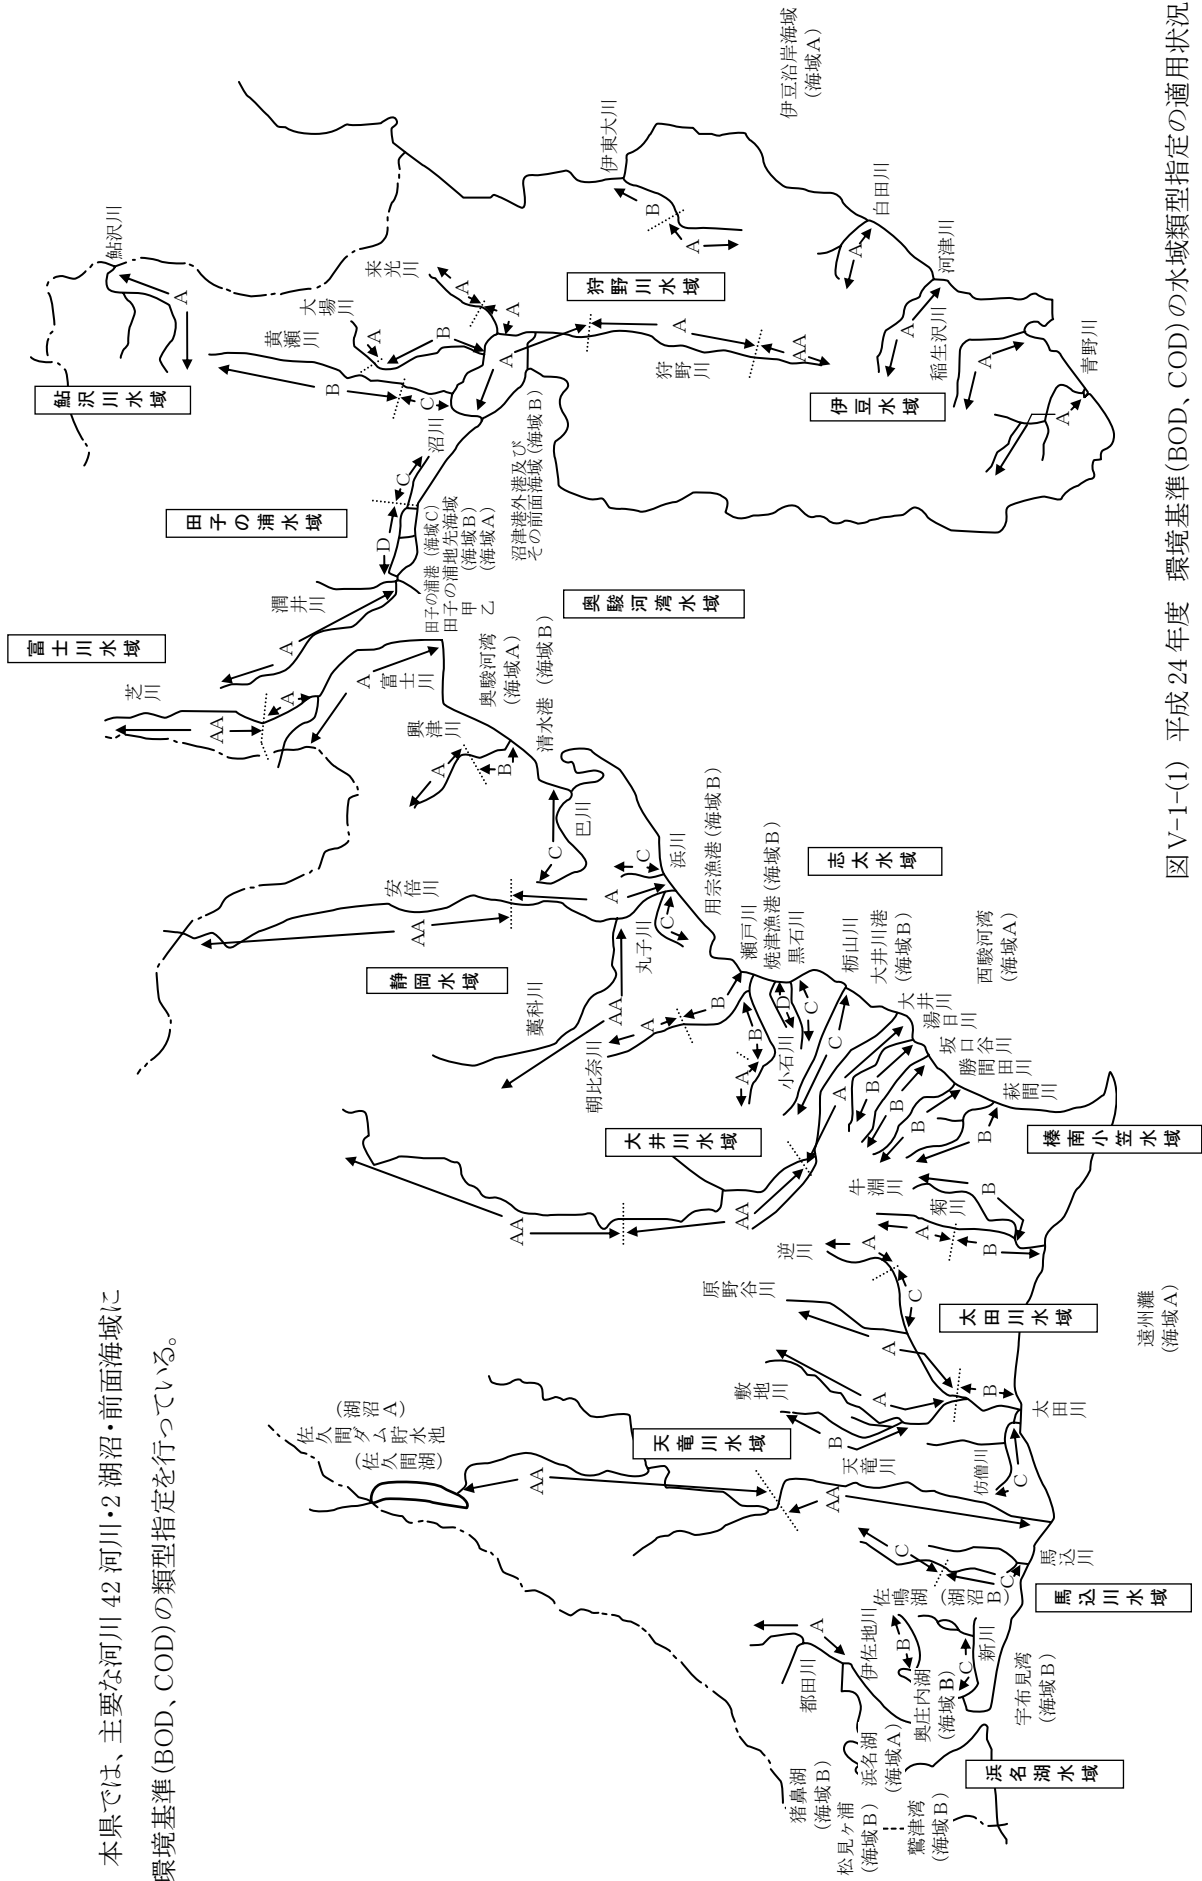 本県では、主要な河川42河川・2湖沼・前面海域に
環境基準(BOD、COD)の類型指定を行っている。
鮎沢川水域
鮎沢川
A
狩野川水域
黄瀬川
B
C
大場川
A
B
来光川
A
A
A
狩野川
A
AA
伊豆水域
伊東大川
B
A
白田川
A
河津川
稲生沢川
A
A
青野川
A
伊豆沿岸海域
(海域A)
田子の浦水域
沼川
C
D
田子の浦港 (海域C)
田子の浦地先海域
甲 (海域B)
乙 (海域A)
沼津港外港及び
その前面海域 (海域B)
富士川水域
潤井川
A
芝川
AA
A
A
富士川
奥駿河湾水域
奥駿河湾
(海域A)
清水港 (海域B)
興津川
A
B
巴川
C
静岡水域
安倍川
AA
A
浜川
C
丸子川
C
藁科川
AA
用宗漁港 (海域B)
志太水域
瀬戸川
焼津漁港 (海域B)
黒石川
朝比奈川
A
B
A
B
小石川
D
C
栃山川
C
大井川港
(海域B)
西駿河湾
(海域A)
大井川水域
大井川
AA
AA
A
榛南小笠水域
湯日川
B
坂口谷川
B
勝間田川
B
萩間川
B
牛淵川
B
菊川
A
B
太田川水域
逆川
A
C
原野谷川
A
敷地川
B
A
B
太田川
仿僧川
C
遠州灘
(海域A)
天竜川水域
天竜川
AA
AA
(湖沼A)
佐久間ダム貯水池
(佐久間湖)
馬込川水域
馬込川
C
C
浜名湖水域
佐鳴湖
(湖沼B)
都田川
A
伊佐地川
B
新川
C
奥庄内湖
(海域B)
宇布見湾
(海域B)
浜名湖
(海域A)
猪鼻湖
(海域B)
松見ヶ浦
(海域B)
鷲津湾
(海域B)
図Ⅴ-1-(1) 平成24年度 環境基準(BOD、COD)の水域類型指定の適用状況